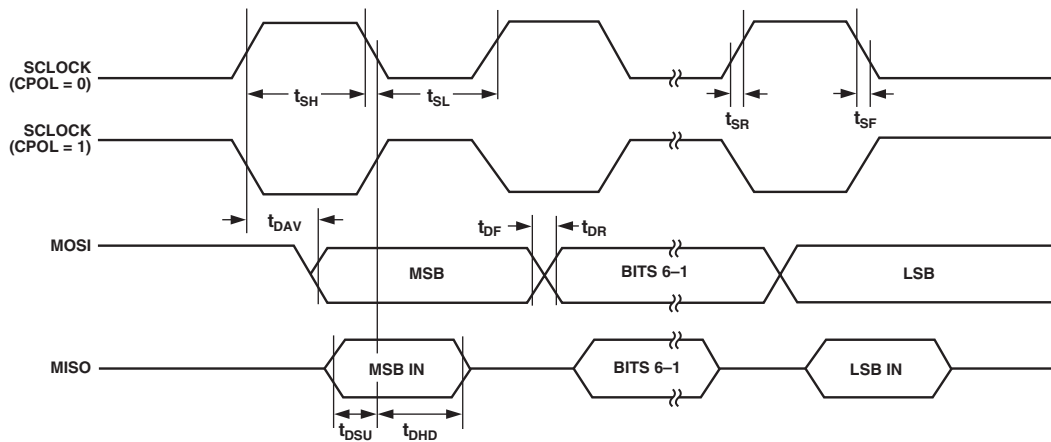 SCLOCK
(CPOL = 0)
tSH
tSL
tSR
tSF
SCLOCK
(CPOL = 1)
tDAV
tDF
tDR
MOSI
MSB
BITS 6–1
LSB
MISO
MSB IN
BITS 6–1
LSB IN
tDSU
tDHD